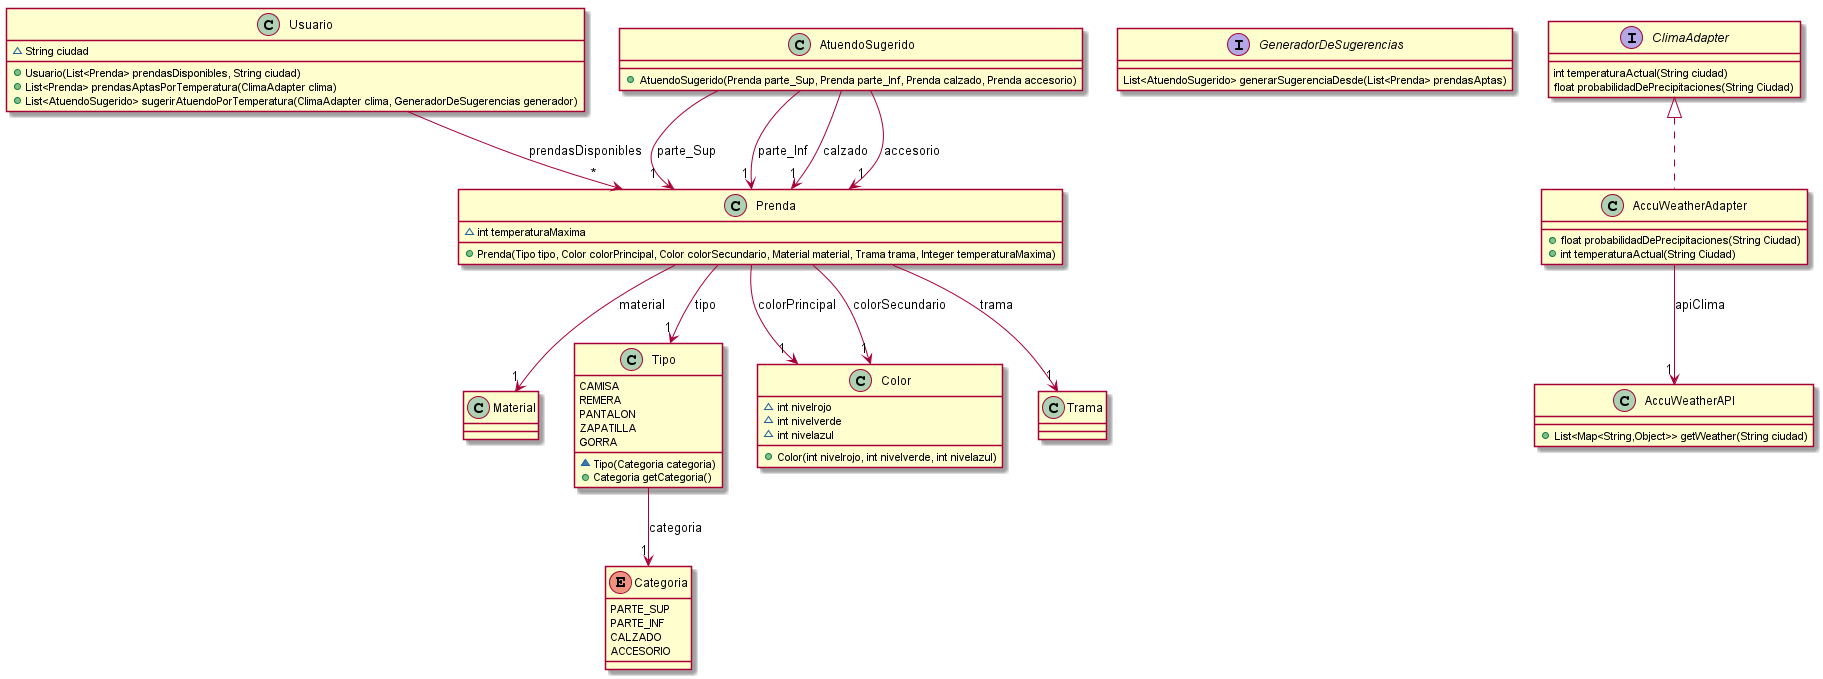 C Usuario
String ciudad
Usuario(List<Prenda> prendasDisponibles, String ciudad)
List<Prenda> prendasAptasPorTemperatura(ClimaAdapter clima)
List<AtuendoSugerido> sugerirAtuendoPorTemperatura(ClimaAdapter clima, GeneradorDeSugerencias generador)
C AtuendoSugerido
AtuendoSugerido(Prenda parte_Sup, Prenda parte_Inf, Prenda calzado, Prenda accesorio)
I GeneradorDeSugerencias
List<AtuendoSugerido> generarSugerenciaDesde(List<Prenda> prendasAptas)
I ClimaAdapter
int temperaturaActual(String ciudad)
float probabilidadDePrecipitaciones(String Ciudad)
prendasDisponibles
*
parte_Sup
1
parte_Inf
1
calzado
1
accesorio
1
C Prenda
int temperaturaMaxima
Prenda(Tipo tipo, Color colorPrincipal, Color colorSecundario, Material material, Trama trama, Integer temperaturaMaxima)
C AccuWeatherAdapter
float probabilidadDePrecipitaciones(String Ciudad)
int temperaturaActual(String Ciudad)
material
1
tipo
1
colorPrincipal
1
colorSecundario
1
trama
1
apiClima
1
C Material
C Tipo
CAMISA
REMERA
PANTALON
ZAPATILLA
GORRA
Tipo(Categoria categoria)
Categoria getCategoria()
C Color
int nivelrojo
int nivelverde
int nivelazul
Color(int nivelrojo, int nivelverde, int nivelazul)
C Trama
C AccuWeatherAPI
List<Map<String,Object>> getWeather(String ciudad)
categoria
1
E Categoria
PARTE_SUP
PARTE_INF
CALZADO
ACCESORIO